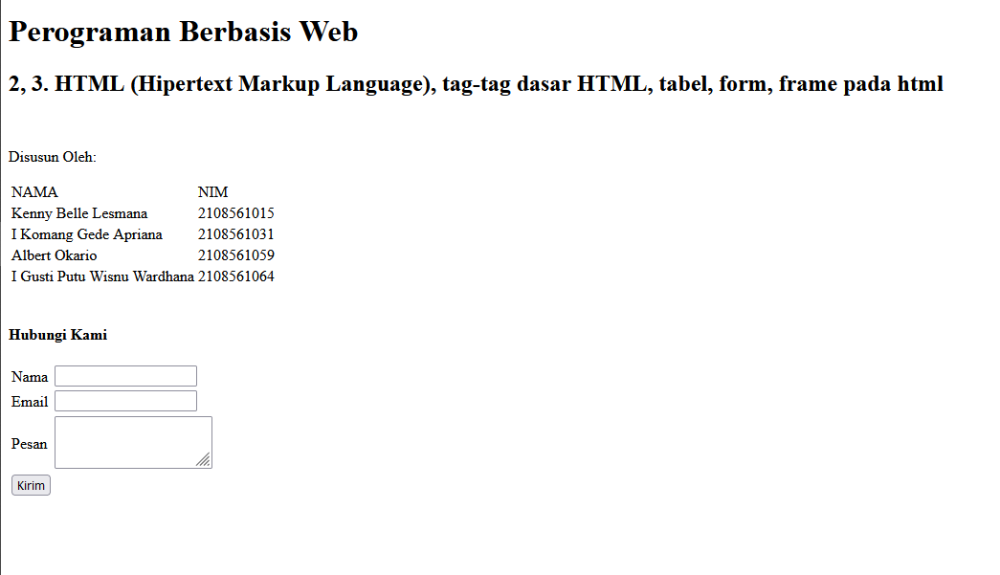 Perograman Berbasis Web
2, 3. HTML (Hipertext Markup Language), tag-tag dasar HTML, tabel, form, frame pada html
Disusun Oleh:
NAMA NIM
Kenny Belle Lesmana 2108561015
I Komang Gede Apriana 2108561031
Albert Okario 2108561059
I Gusti Putu Wisnu Wardhana 2108561064
Hubungi Kami
Nama
Email
Pesan
Kirim